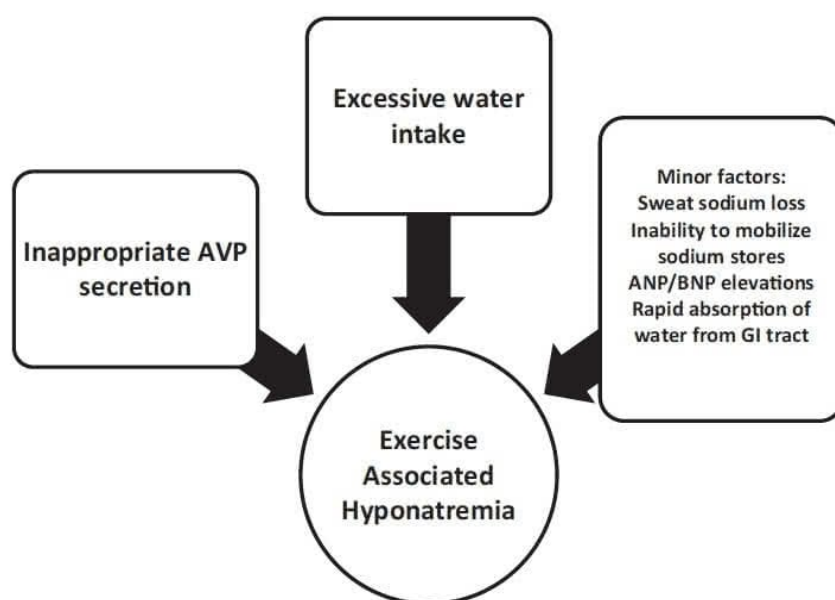 Excessive water
intake
Inappropriate AVP
secretion
Minor factors:
Sweat sodium loss
Inability to mobilize
sodium stores
ANP/BNP elevations
Rapid absorption of
water from GI tract
Exercise
Associated
Hyponatremia